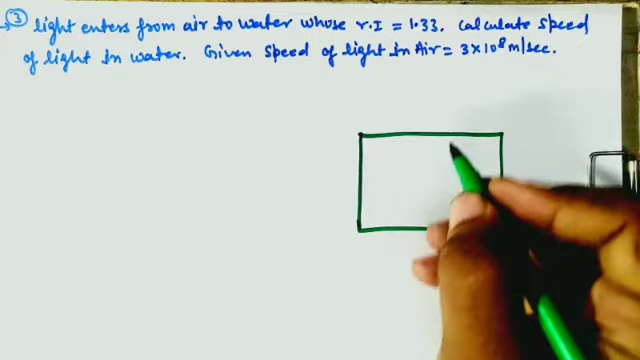 ③ light enters from air to water whose r.I = 1.33. Calculate speed
of light in water. Given Speed of light in Air = 3×10⁸ m/sec.